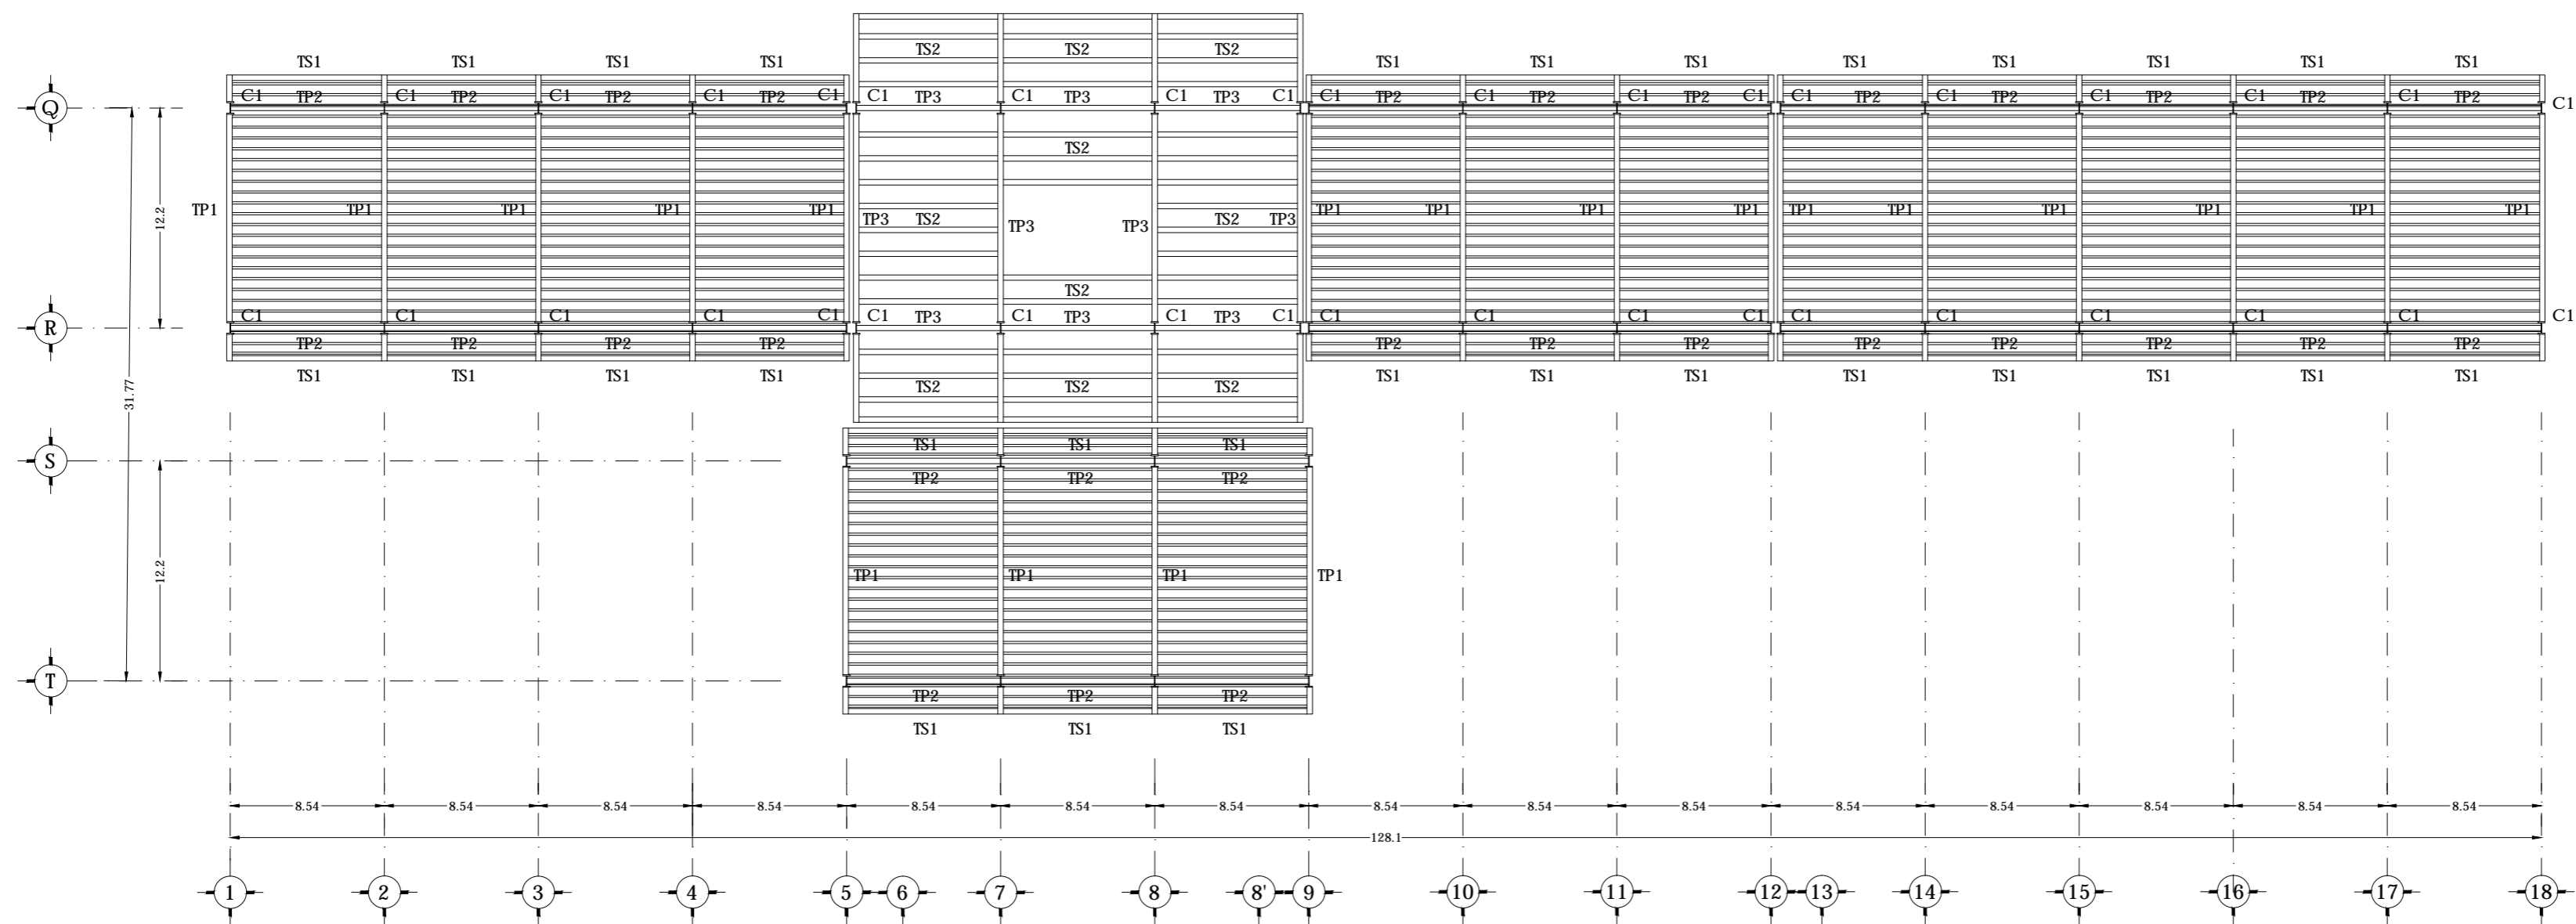 TS2 TS2 TS2
TS1 TS1 TS1 TS1 TS1 TS1 TS1 TS1 TS1 TS1 TS1 TS1
C1 TP2 C1 TP2 C1 TP2 C1 TP2 C1 C1 TP3 C1 TP3 C1 TP3 C1 C1 TP2 C1 TP2 C1 TP2 C1 C1 TP2 C1 TP2 C1 TP2 C1 TP2 C1 TP2 C1
Q
TS2
12.2
TP1 TP1 TP1 TP1 TP1 TP3 TS2 TP3 TP3 TS2 TP3 TP1 TP1 TP1 TP1 TP1 TP1 TP1 TP1 TP1 TP1
TS2
C1 C1 C1 C1 C1 C1 TP3 C1 TP3 C1 TP3 C1 C1 C1 C1 C1 C1 C1 C1 C1 C1 C1
R
TP2 TP2 TP2 TP2 TP2 TP2 TP2 TP2 TP2 TP2 TP2 TP2
TS1 TS1 TS1 TS1 TS2 TS2 TS2 TS1 TS1 TS1 TS1 TS1 TS1 TS1 TS1
31.77
TS1 TS1 TS1
S
TP2 TP2 TP2
12.2
TP1 TP1 TP1 TP1
T
TP2 TP2 TP2
TS1 TS1 TS1
8.54 8.54 8.54 8.54 8.54 8.54 8.54 8.54 8.54 8.54 8.54 8.54 8.54 8.54 8.54
128.1
1 2 3 4 5 6 7 8 8' 9 10 11 12 13 14 15 16 17 18